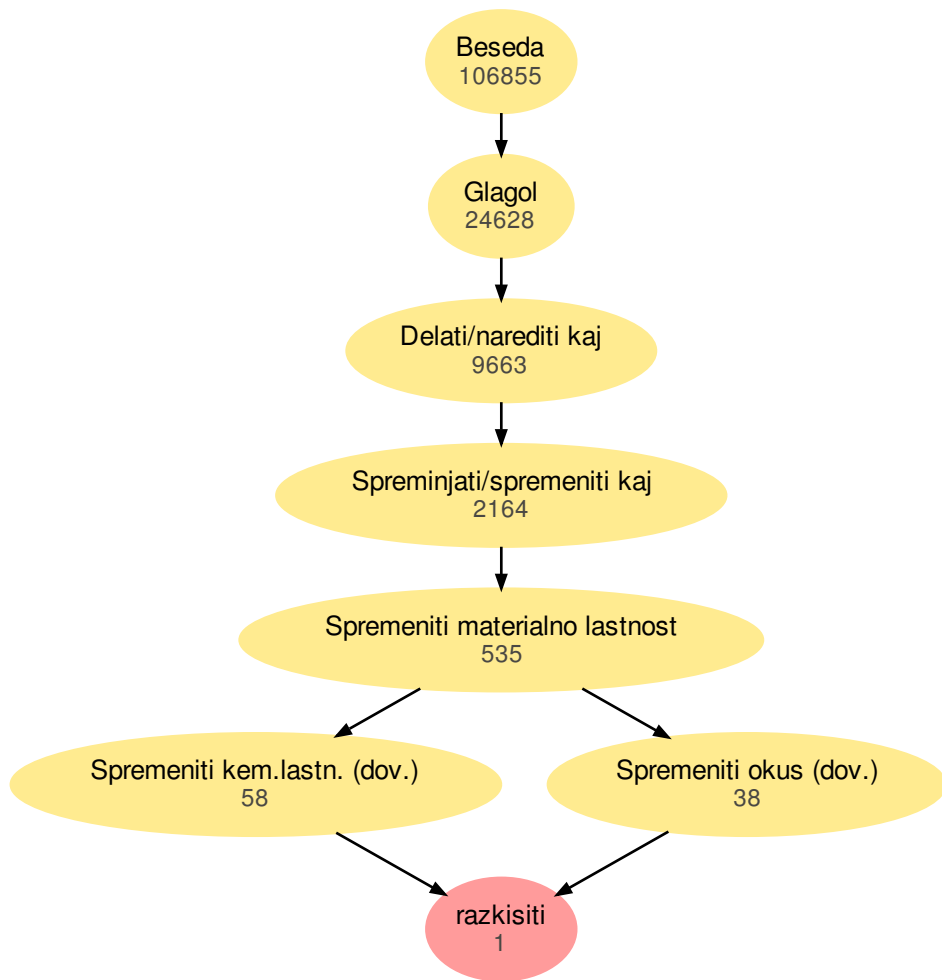 Beseda
106855
Glagol
24628
Delati/narediti kaj
9663
Spreminjati/spremeniti kaj
2164
Spremeniti materialno lastnost
535
Spremeniti kem.lastn. (dov.)
58
Spremeniti okus (dov.)
38
razkisiti
1